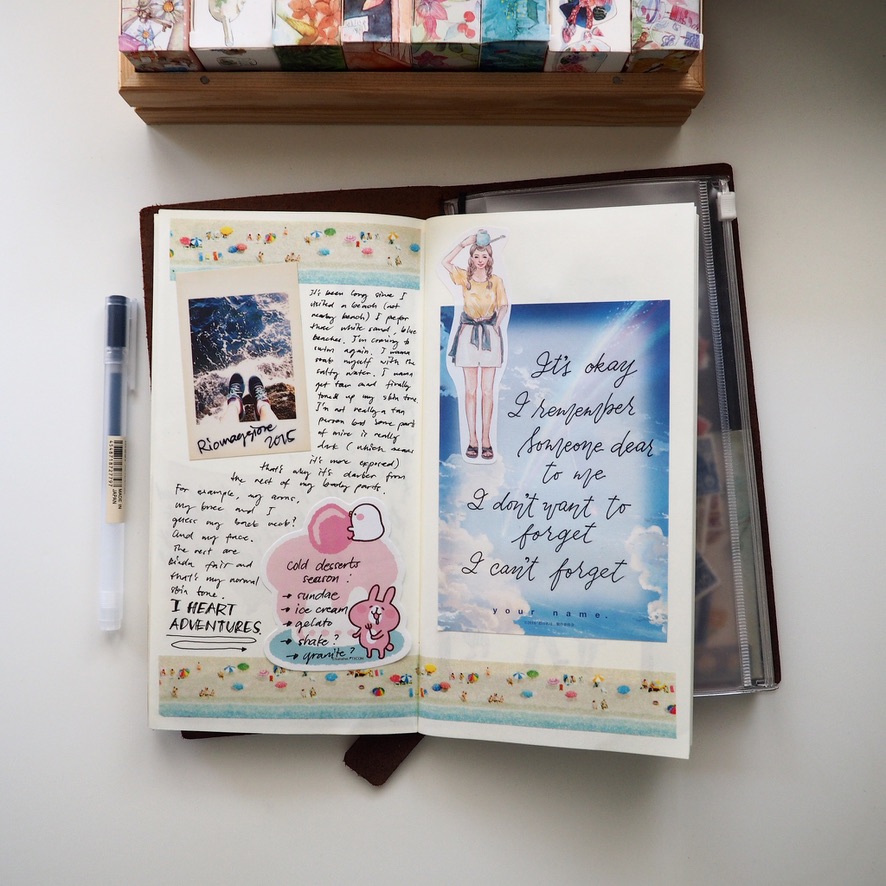 It's been long since I
visited a beach (not
nearby beach) I prefer
those white sand, blue
beaches. I'm craving to
swim again. I wanna
soak myself with the
salty water. I wanna
get tan and finally
toned up my skin tone.
I'm not really a tan
person but some part
of mine is really
dark (which means
it's more exposed)
that's why it's darker from
the rest of my body parts.
For example, my arms,
my knee and I
guess my back neck?
And my face.
The rest are
kinda fair and
that's my normal
skin tone.
I HEART
ADVENTURES.
Riomaggiore
2015
cold desserts
season:
→ sundae
→ ice cream
→ gelato
→ shake?
→ granite?
It's okay
I remember
Someone dear
to me
I don't want to
forget
I can't forget
your name.
MADE IN
JAPAN